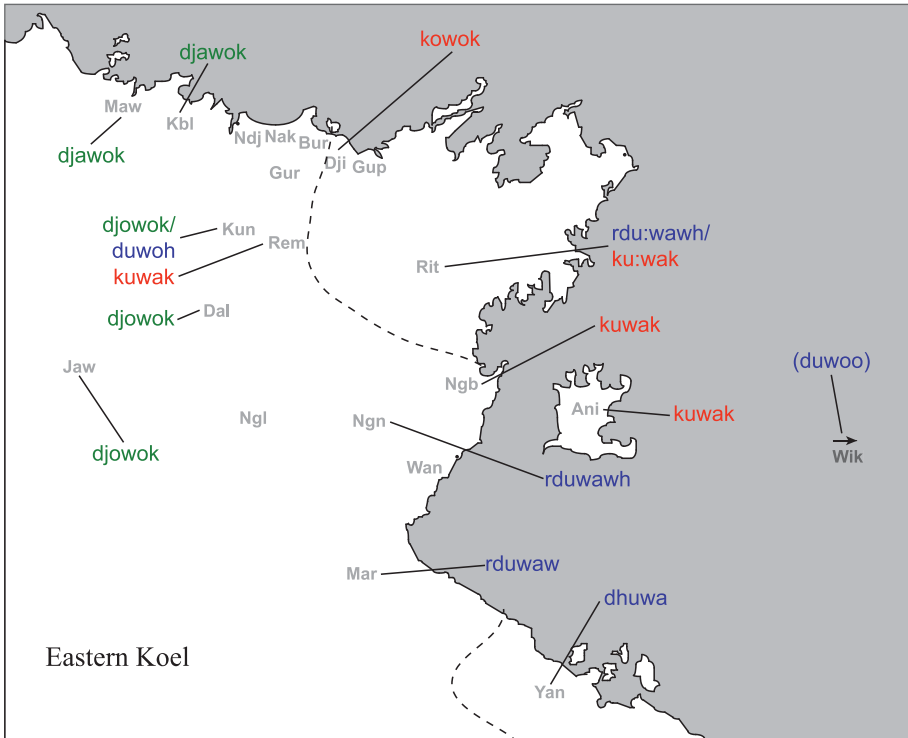 djawok
kowok
Maw
Kbl
Ndj
Nak
Bur
djawok
Dji
Gup
Gur
djowok/
duwoh
Kun
kuwak
Rem
rdu:wawh/
ku:wak
Rit
djowok
Dal
kuwak
(duwoo)
Jaw
Ngb
Ani
kuwak
Ngl
Ngn
djowok
Wik
Wan
rduwawh
Mar
rduwaw
dhuwa
Eastern Koel
Yan